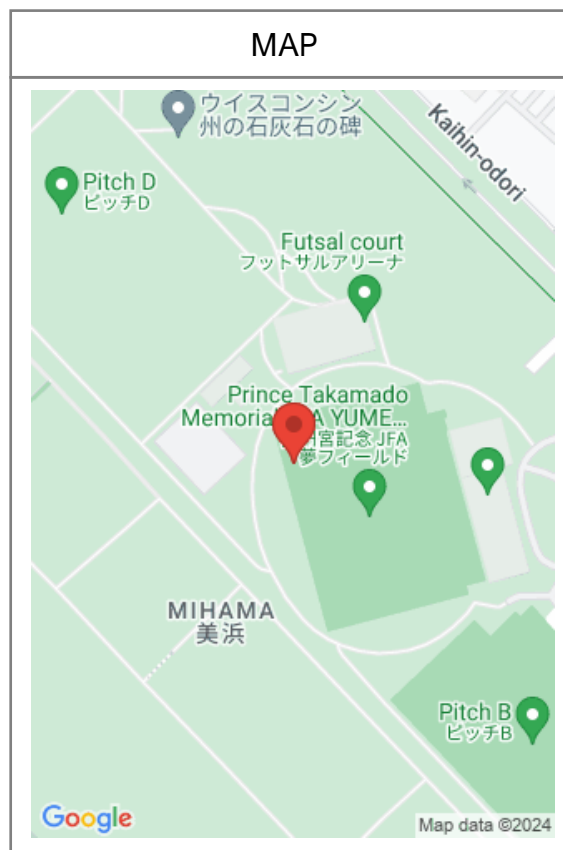 MAP
ウイスコンシン
州の石灰石の碑
Kaihin-odori
Pitch D
ピッチD
Futsal court
フットサルアリーナ
Prince Takamado
Memorial A YUME...
宮記念 JFA
夢フィールド
MIHAMA
美浜
Pitch B
ピッチB
Google
Map data ©2024